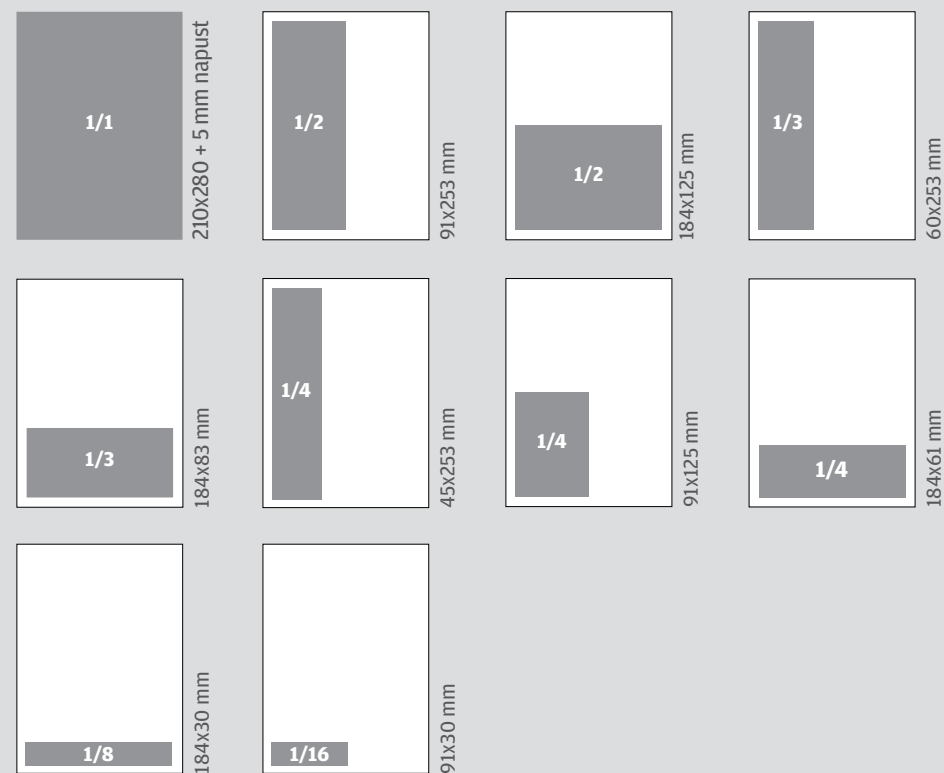 1/1
210x280 + 5 mm napust
1/2
91x253 mm
1/2
184x125 mm
1/3
60x253 mm
1/3
184x83 mm
1/4
45x253 mm
1/4
91x125 mm
1/4
184x61 mm
1/8
184x30 mm
1/16
91x30 mm